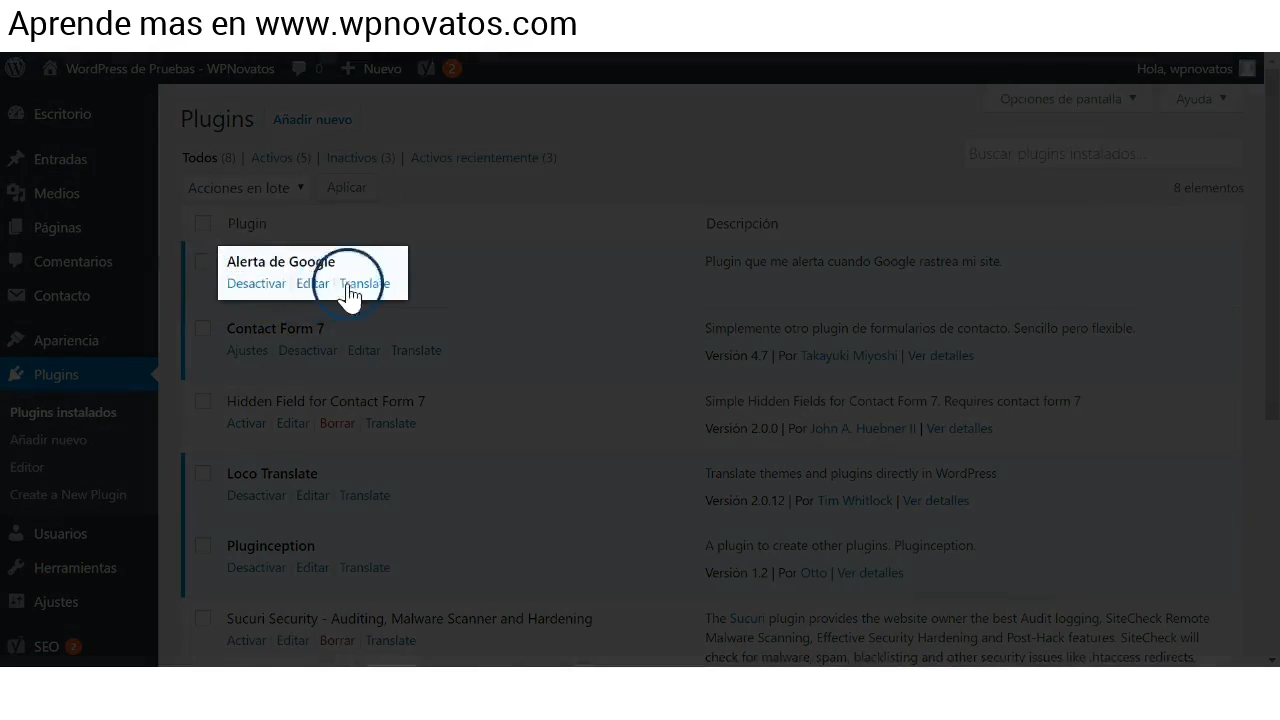 Aprende mas en www.wpnovatos.com
WordPress de Pruebas - WPNovatos 0 Nuevo 2 Hola, wpnovatos
Escritorio
Entradas
Medios
Páginas
Comentarios
Contacto
Apariencia
Plugins
Plugins instalados
Añadir nuevo
Editor
Create a New Plugin
Usuarios
Herramientas
Ajustes
SEO 2
Opciones de pantalla Ayuda
Plugins Añadir nuevo
Todos (8) | Activos (5) | Inactivos (3) | Activos recientemente (3)
Buscar plugins instalados...
Acciones en lote Aplicar 8 elementos
Plugin Descripción
Alerta de Google Plugin que me alerta cuando Google rastrea mi site.
Desactivar | Editar | Translate
Contact Form 7 Simplemente otro plugin de formularios de contacto. Sencillo pero flexible.
Ajustes | Desactivar | Editar | Translate Versión 4.7 | Por Takayuki Miyoshi | Ver detalles
Hidden Field for Contact Form 7 Simple Hidden Fields for Contact Form 7. Requires contact form 7
Activar | Editar | Borrar | Translate Versión 2.0.0 | Por John A. Huebner II | Ver detalles
Loco Translate Translate themes and plugins directly in WordPress
Desactivar | Editar | Translate Versión 2.0.12 | Por Tim Whitlock | Ver detalles
Pluginception A plugin to create other plugins. Pluginception.
Desactivar | Editar | Translate Versión 1.2 | Por Otto | Ver detalles
Sucuri Security - Auditing, Malware Scanner and Hardening The Sucuri plugin provides the website owner the best Audit logging, SiteCheck Remote
Activar | Editar | Borrar | Translate Malware Scanning, Effective Security Hardening and Post-Hack features. SiteCheck will
check for malware, spam, blacklisting and other security issues like .htaccess redirects,